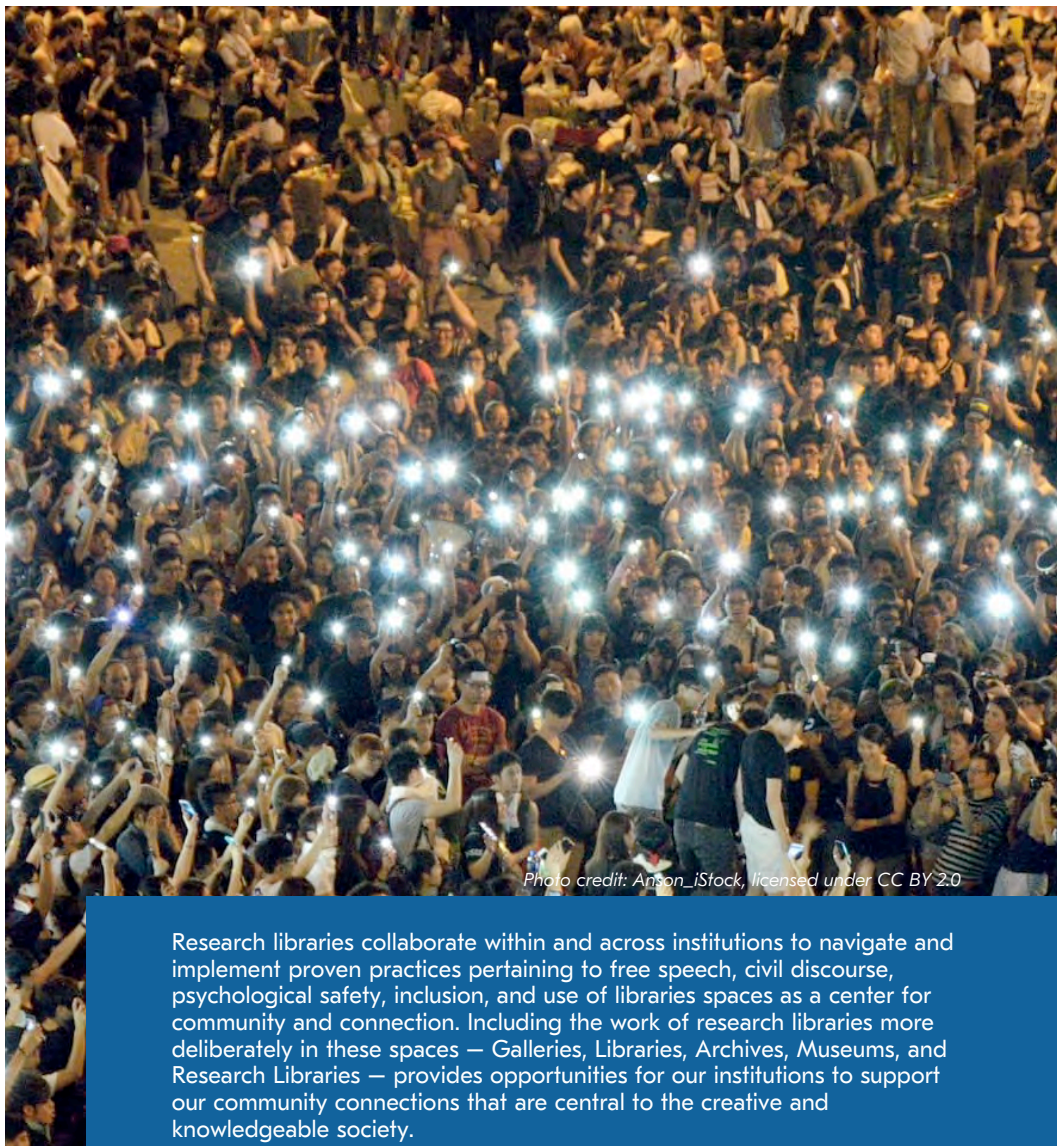 Photo credit: Anson_iStock, licensed under CC BY 2.0
Research libraries collaborate within and across institutions to navigate and
implement proven practices pertaining to free speech, civil discourse,
psychological safety, inclusion, and use of libraries spaces as a center for
community and connection. Including the work of research libraries more
deliberately in these spaces — Galleries, Libraries, Archives, Museums, and
Research Libraries — provides opportunities for our institutions to support
our community connections that are central to the creative and
knowledgeable society.